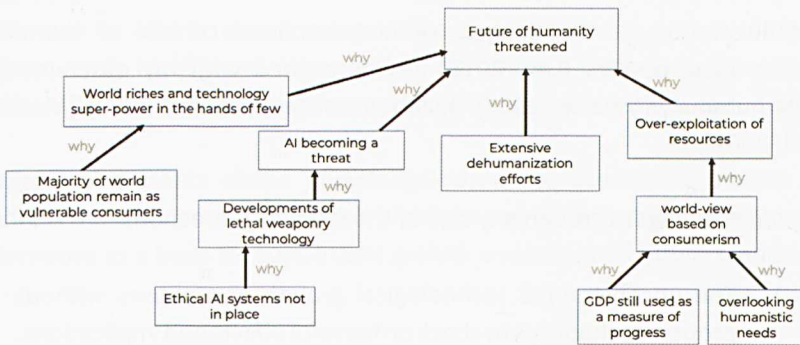 Future of humanity
threatened
why
why
why
why
World riches and technology
super-power in the hands of few
why
AI becoming a
threat
Extensive
dehumanization
efforts
Over-exploitation of
resources
why
why
Majority of world
population remain as
vulnerable consumers
Developments of
lethal weaponry
technology
world-view
based on
consumerism
why
why
why
Ethical AI systems not
in place
GDP still used as
a measure of
progress
overlooking
humanistic
needs